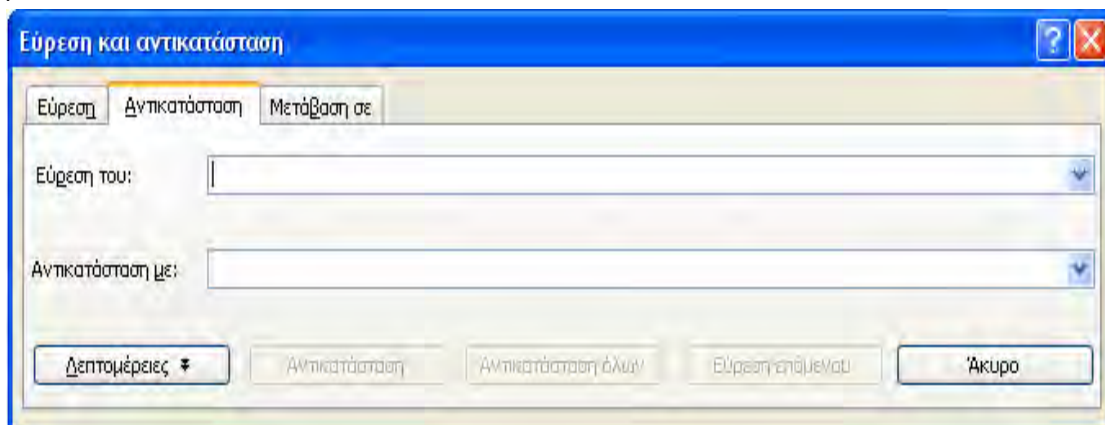 Εύρεση και αντικατάσταση
Εύρεση Αντικατάσταση Μετάβαση σε
Εύρεση του:
Αντικατάσταση με:
Λεπτομέρειες Αντικατάσταση Αντικατάσταση όλων Εύρεση επόμενου Άκυρο